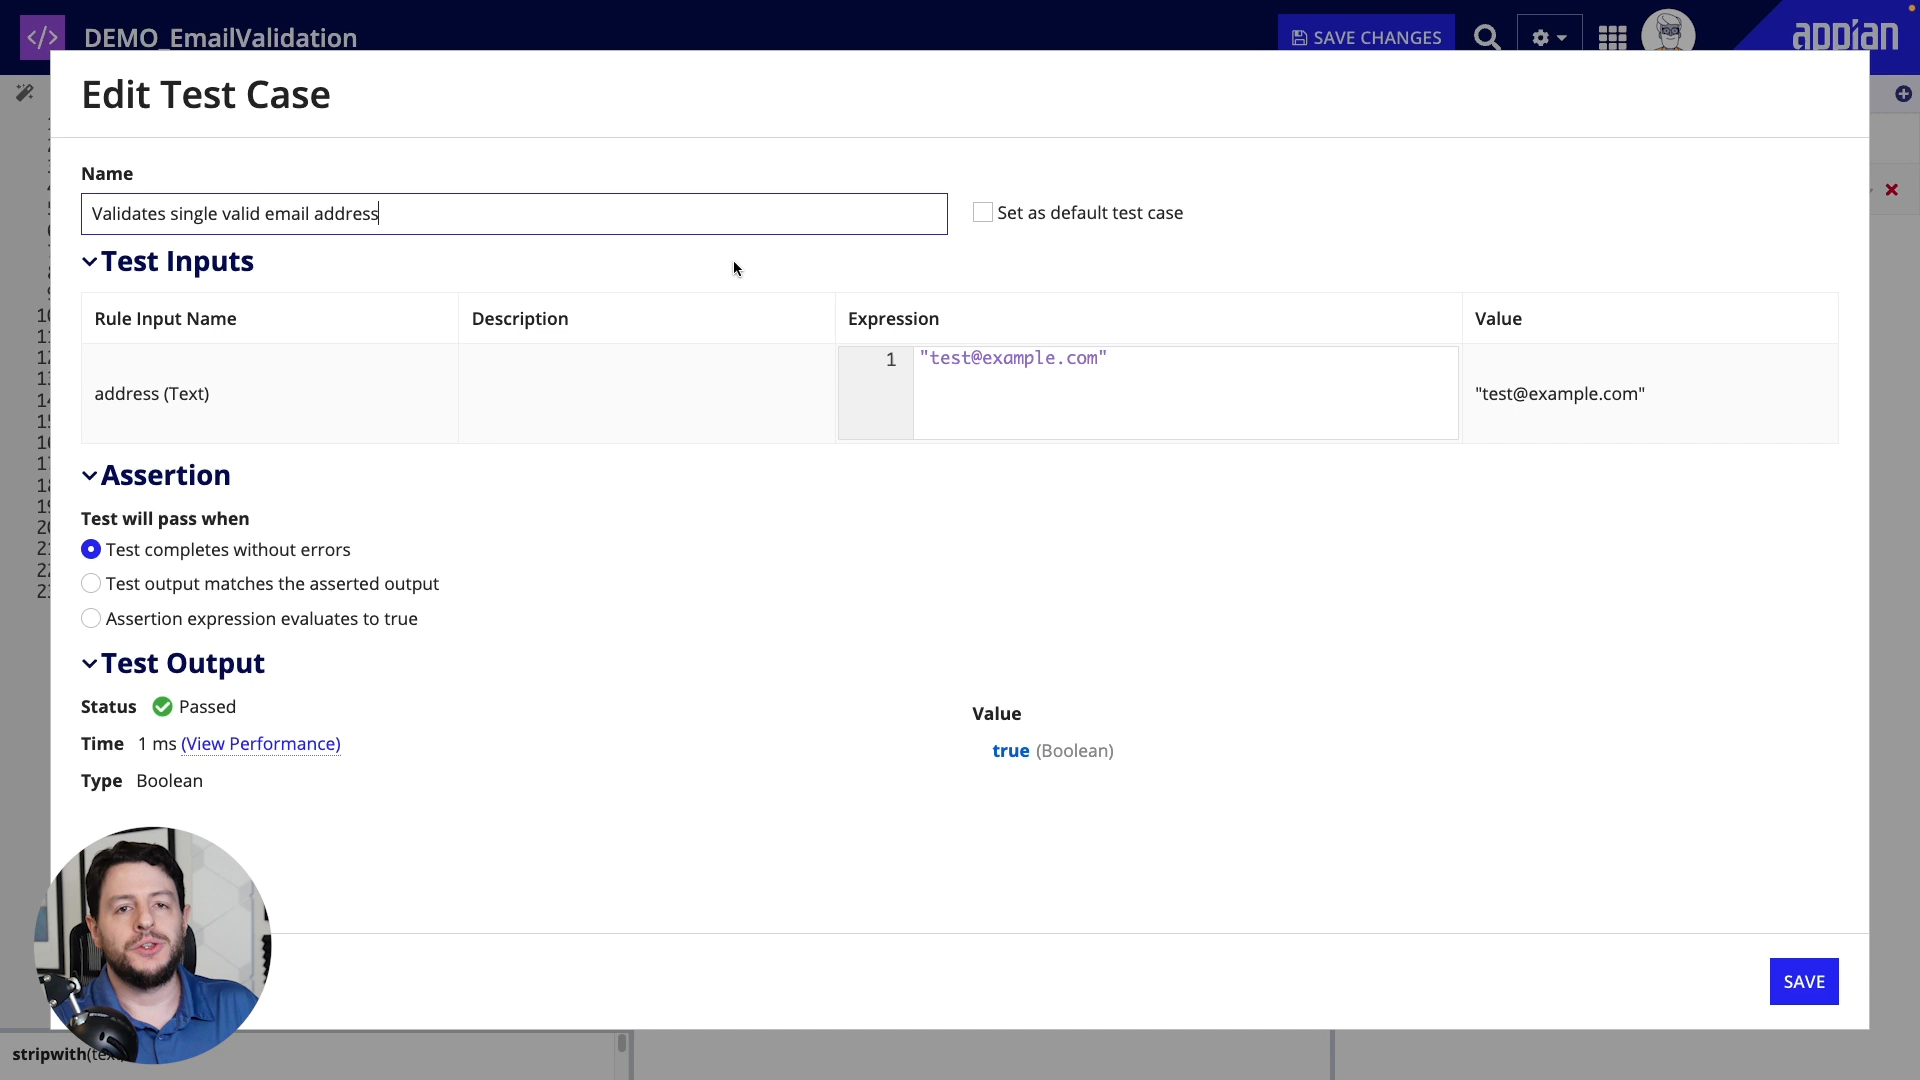 </> DEMO_EmailValidation
SAVE CHANGES
appian
Edit Test Case
Name
Validates single valid email address
Set as default test case
Test Inputs
Rule Input Name Description Expression Value
address (Text) 1 "test@example.com" "test@example.com"
Assertion
Test will pass when
Test completes without errors
Test output matches the asserted output
Assertion expression evaluates to true
Test Output
Status Passed
Time 1 ms (View Performance)
Type Boolean
Value
true (Boolean)
SAVE
stripwith(